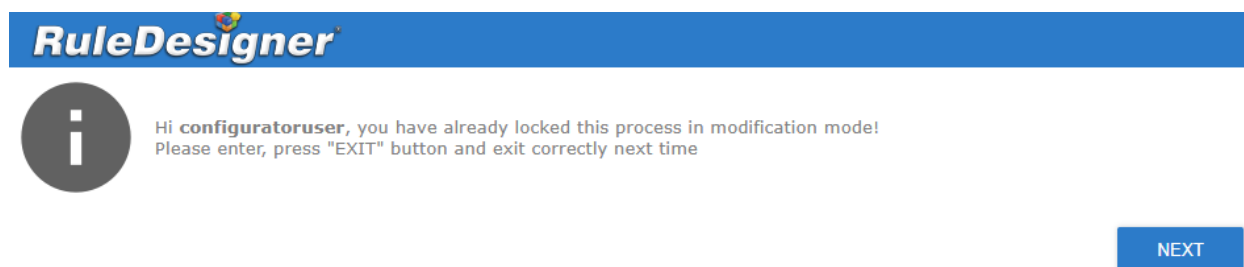 RuleDesigner
Hi configuratoruser, you have already locked this process in modification mode!
Please enter, press "EXIT" button and exit correctly next time
NEXT